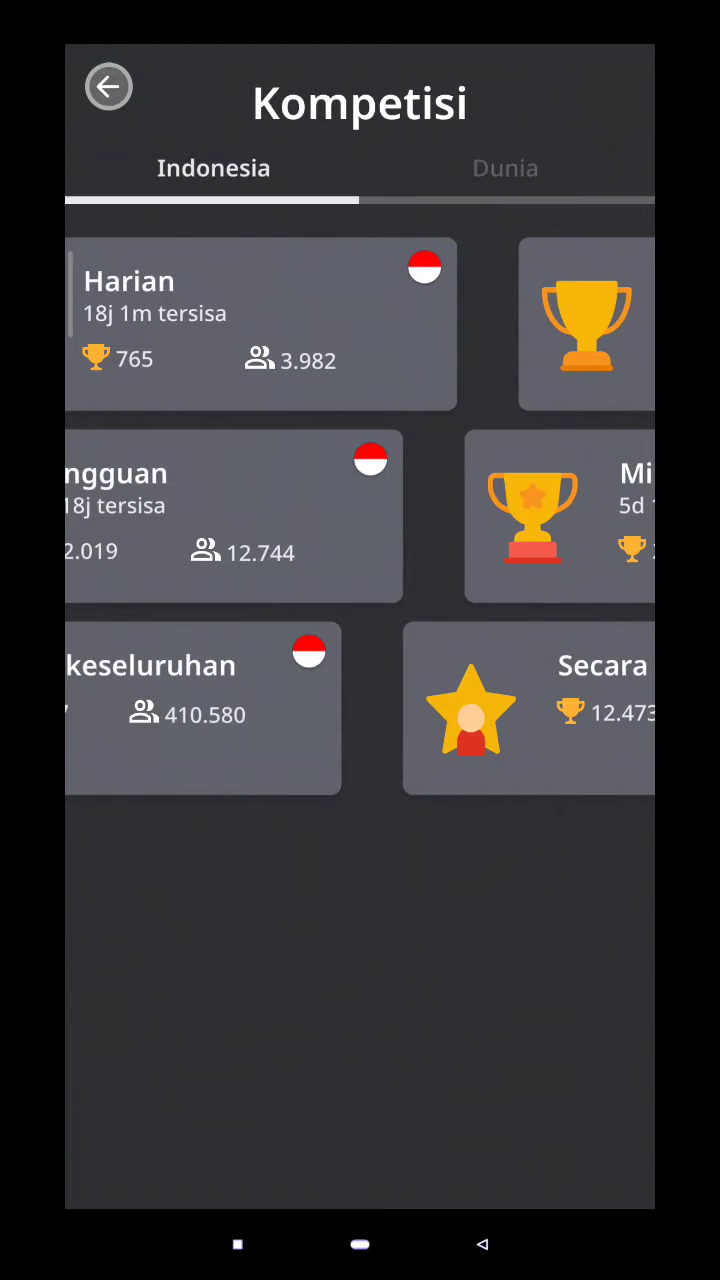 Kompetisi
Indonesia
Dunia
Harian
18j 1m tersisa
765
3.982
ngguan
18j tersisa
2.019
12.744
Mi
5d
keseluruhan
410.580
Secara
12.473